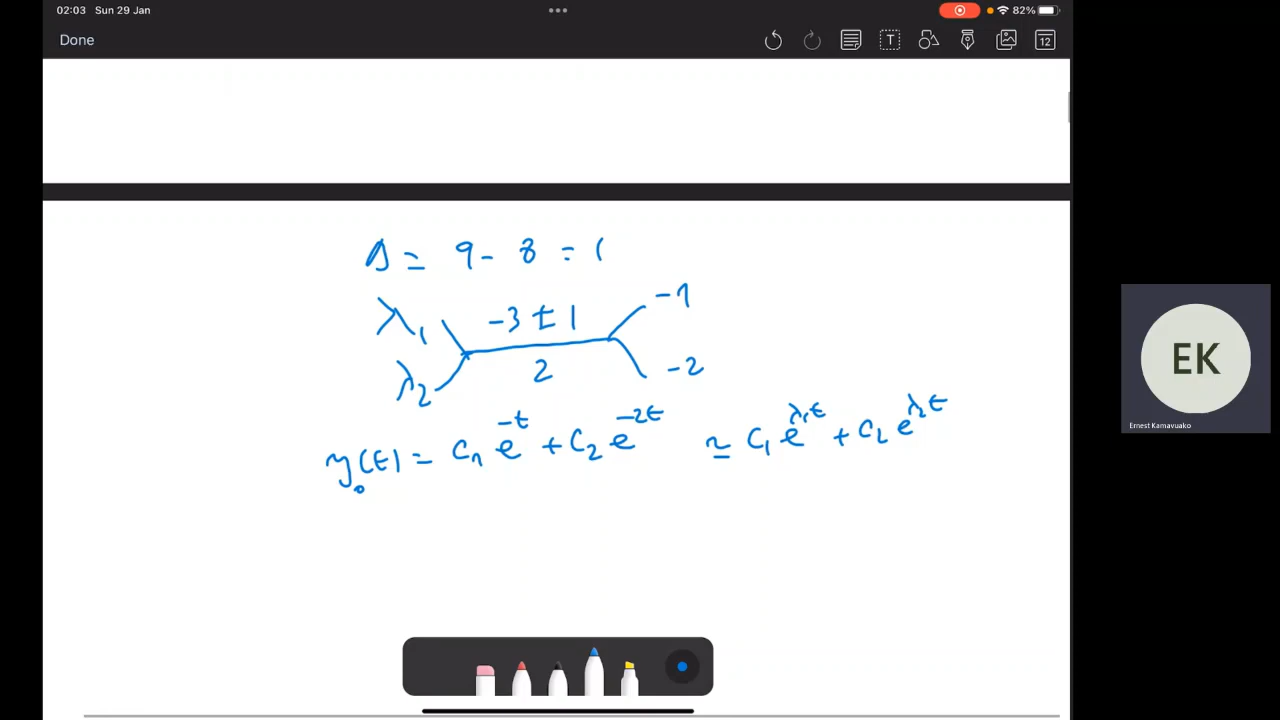 02:03 Sun 29 Jan
82%
Done
T
12
Δ = 9 - 8 = 1
λ₁ -3 ± 1 -1
λ₂ 2 -2
y₀(t) = C₁ e^-t + C₂ e^-2t ≃ C₁ e^λ₁t + C₂ e^λ₂t
EK
Ernest Kamavuako